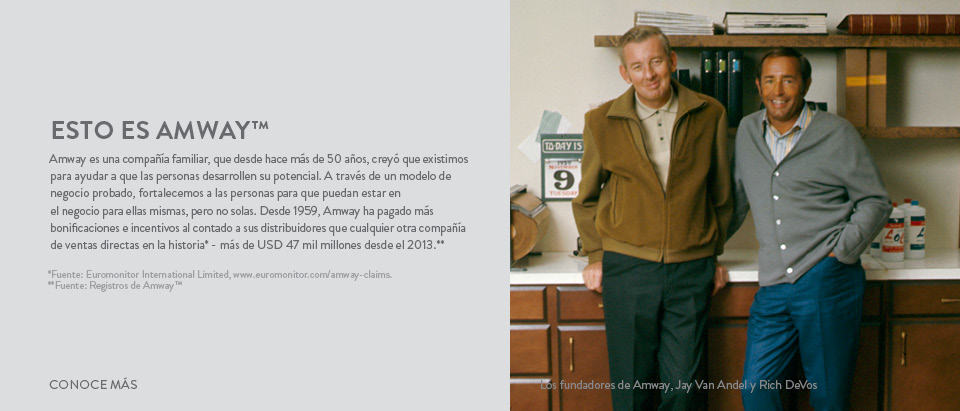 ESTO ES AMWAY™
Amway es una compañía familiar, que desde hace más de 50 años, creyó que existimos
para ayudar a que las personas desarrollen su potencial. A través de un modelo de
negocio probado, fortalecemos a las personas para que puedan estar en
el negocio para ellas mismas, pero no solas. Desde 1959, Amway ha pagado más
bonificaciones e incentivos al contado a sus distribuidores que cualquier otra compañía
de ventas directas en la historia* - más de USD 47 mil millones desde el 2013.**
*Fuente: Euromonitor International Limited, www.euromonitor.com/amway-claims.
**Fuente: Registros de Amway™
CONOCE MÁS
TO-DAY IS
1959
NOVEMBER
9
TUESDAY
LOC
Los fundadores de Amway, Jay Van Andel y Rich DeVos